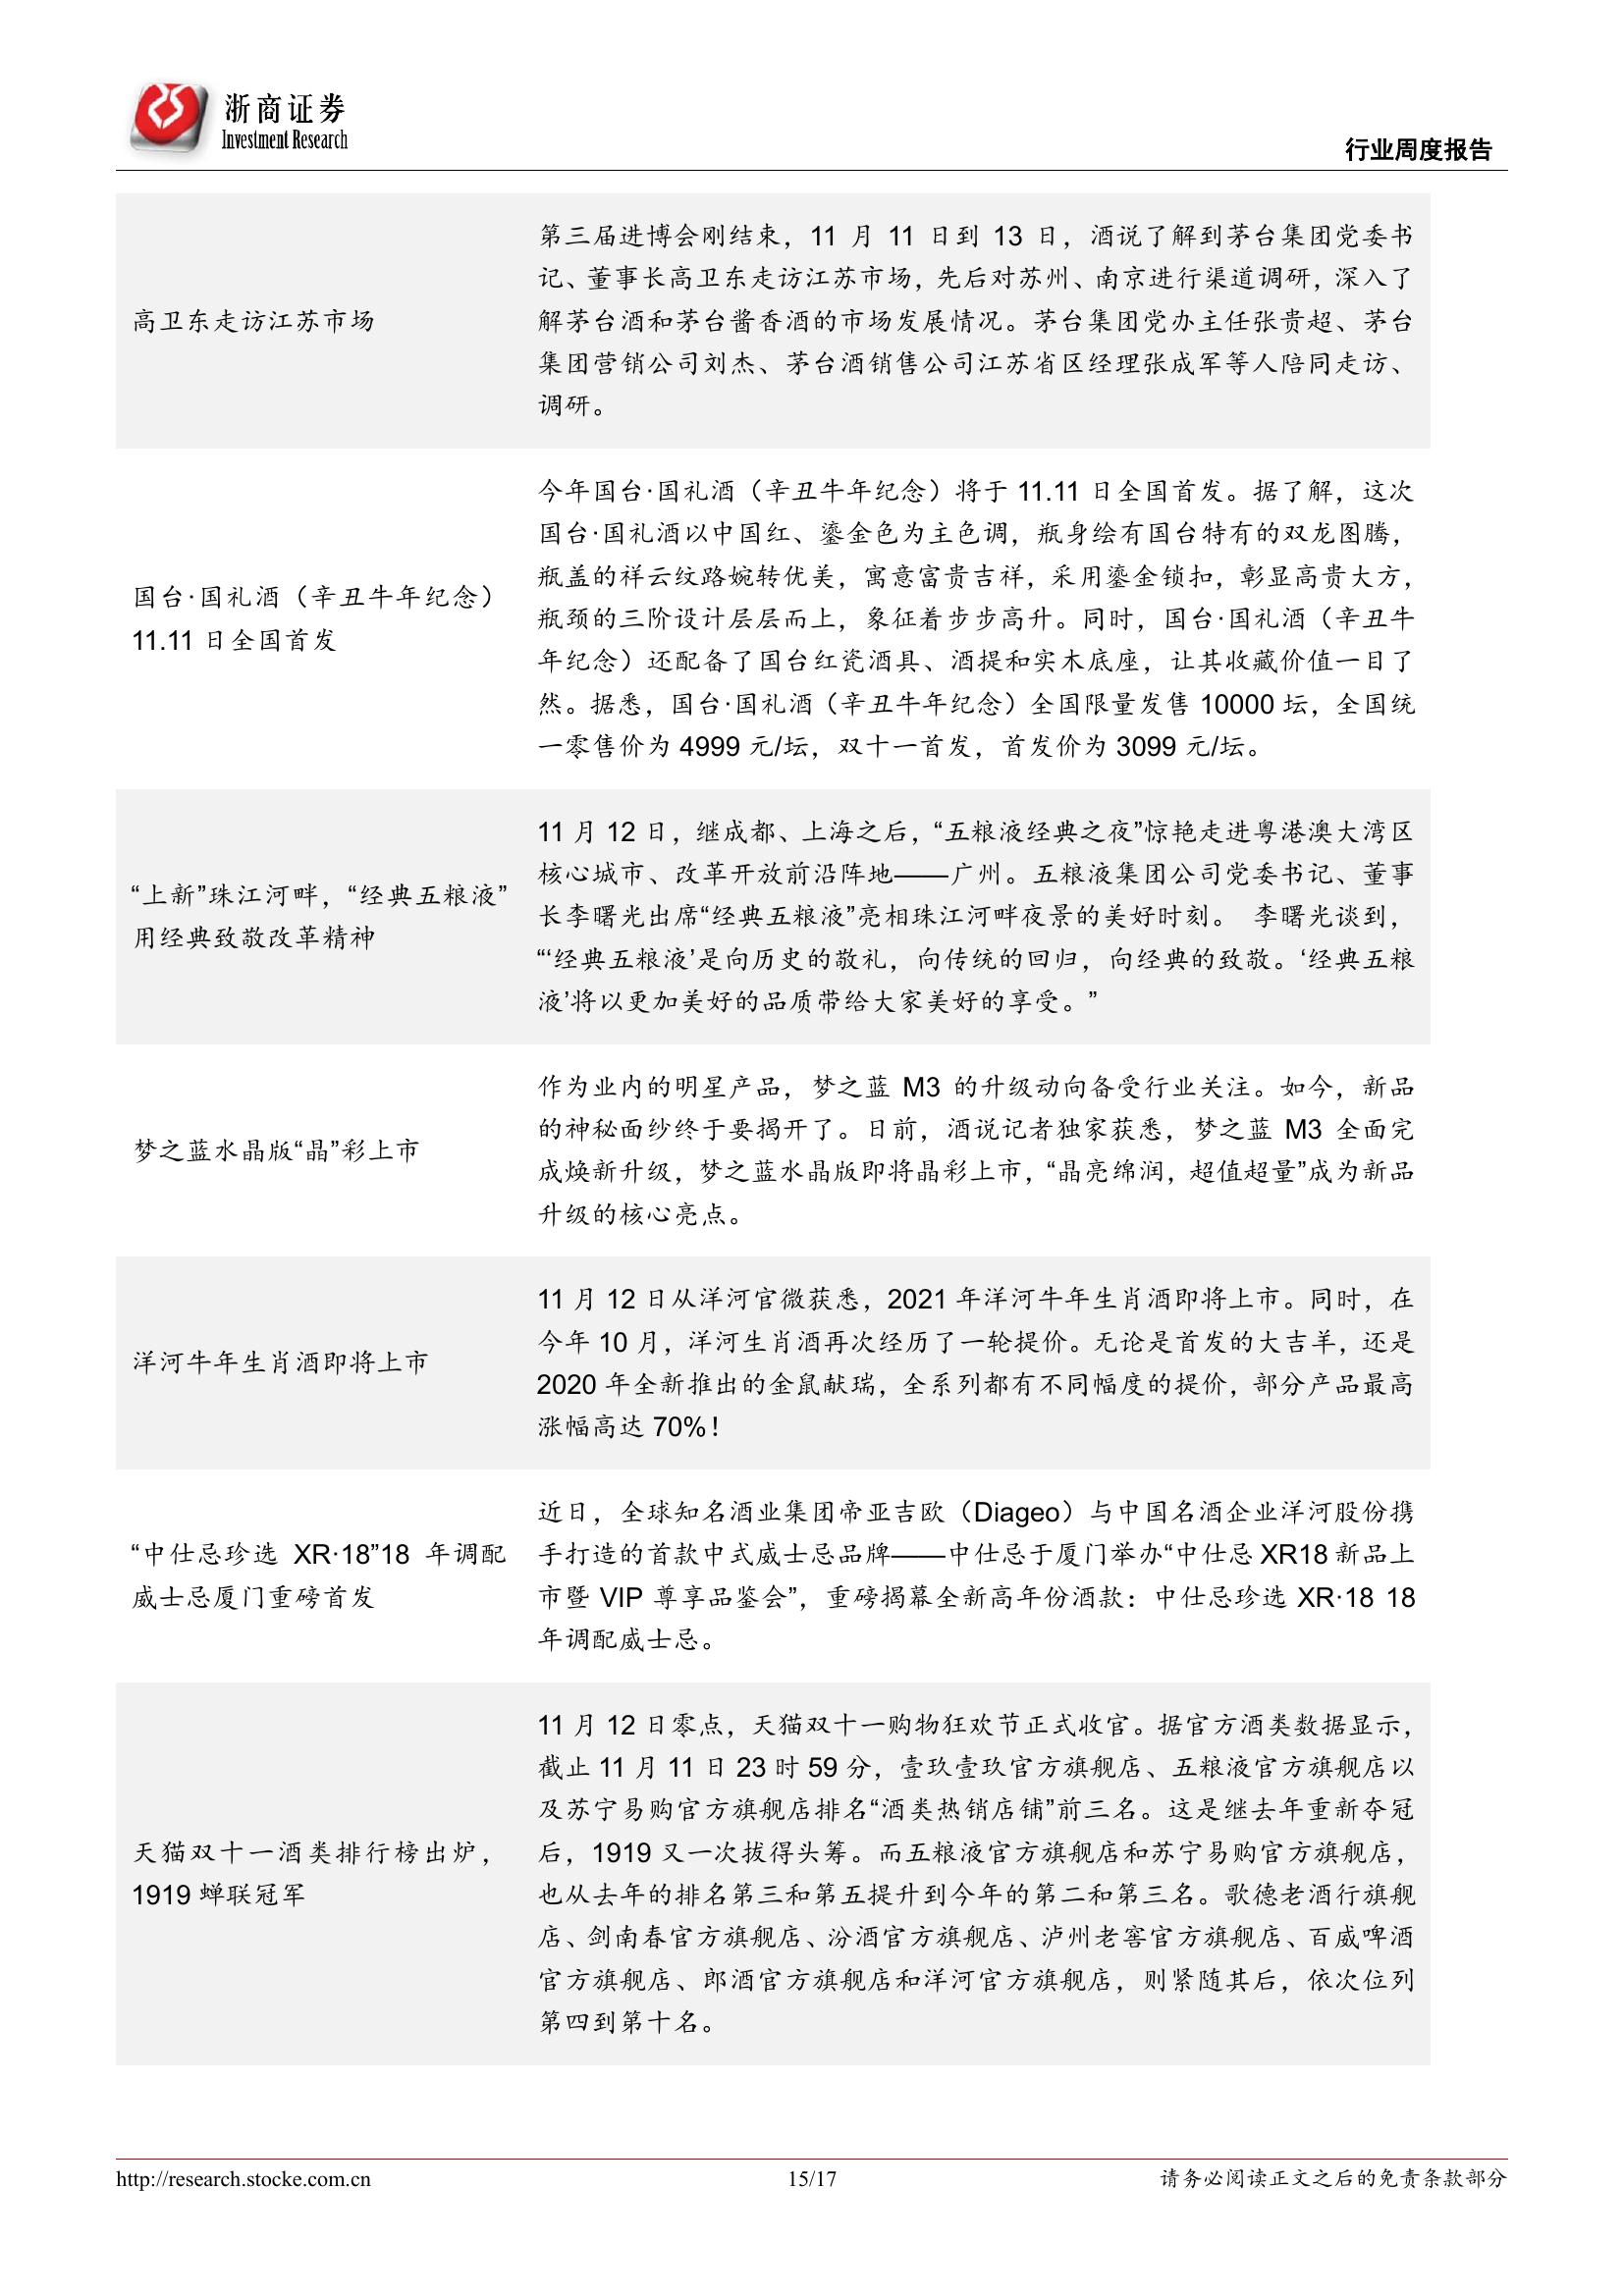 浙商证券
Investment Research
行业周度报告
高卫东走访江苏市场
第三届进博会刚结束，11 月 11 日到 13 日，酒说了解到茅台集团党委书
记、董事长高卫东走访江苏市场，先后对苏州、南京进行渠道调研，深入了
解茅台酒和茅台酱香酒的市场发展情况。茅台集团党办主任张贵超、茅台
集团营销公司刘杰、茅台酒销售公司江苏省区经理张成军等人陪同走访、
调研。
国台·国礼酒（辛丑牛年纪念）
11.11 日全国首发
今年国台·国礼酒（辛丑牛年纪念）将于 11.11 日全国首发。据了解，这次
国台·国礼酒以中国红、鎏金色为主色调，瓶身绘有国台特有的双龙图腾，
瓶盖的祥云纹路婉转优美，寓意富贵吉祥，采用鎏金锁扣，彰显高贵大方，
瓶颈的三阶设计层层而上，象征着步步高升。同时，国台·国礼酒（辛丑牛
年纪念）还配备了国台红瓷酒具、酒提和实木底座，让其收藏价值一目了
然。据悉，国台·国礼酒（辛丑牛年纪念）全国限量发售 10000 坛，全国统
一零售价为 4999 元/坛，双十一首发，首发价为 3099 元/坛。
“上新”珠江河畔，“经典五粮液”
用经典致敬改革精神
11 月 12 日，继成都、上海之后，“五粮液经典之夜”惊艳走进粤港澳大湾区
核心城市、改革开放前沿阵地——广州。五粮液集团公司党委书记、董事
长李曙光出席“经典五粮液”亮相珠江河畔夜景的美好时刻。 李曙光谈到，
“‘经典五粮液’是向历史的敬礼，向传统的回归，向经典的致敬。‘经典五粮
液’将以更加美好的品质带给大家美好的享受。”
梦之蓝水晶版“晶”彩上市
作为业内的明星产品，梦之蓝 M3 的升级动向备受行业关注。如今，新品
的神秘面纱终于要揭开了。日前，酒说记者独家获悉，梦之蓝 M3 全面完
成焕新升级，梦之蓝水晶版即将晶彩上市，“晶亮绵润，超值超量”成为新品
升级的核心亮点。
洋河牛年生肖酒即将上市
11 月 12 日从洋河官微获悉，2021 年洋河牛年生肖酒即将上市。同时，在
今年 10 月，洋河生肖酒再次经历了一轮提价。无论是首发的大吉羊，还是
2020 年全新推出的金鼠献瑞，全系列都有不同幅度的提价，部分产品最高
涨幅高达 70%！
“中仕忌珍选 XR·18”18 年调配
威士忌厦门重磅首发
近日，全球知名酒业集团帝亚吉欧（Diageo）与中国名酒企业洋河股份携
手打造的首款中式威士忌品牌——中仕忌于厦门举办“中仕忌 XR18 新品上
市暨 VIP 尊享品鉴会”，重磅揭幕全新高年份酒款：中仕忌珍选 XR·18 18
年调配威士忌。
天猫双十一酒类排行榜出炉，
1919 蝉联冠军
11 月 12 日零点，天猫双十一购物狂欢节正式收官。据官方酒类数据显示，
截止 11 月 11 日 23 时 59 分，壹玖壹玖官方旗舰店、五粮液官方旗舰店以
及苏宁易购官方旗舰店排名“酒类热销店铺”前三名。这是继去年重新夺冠
后，1919 又一次拔得头筹。而五粮液官方旗舰店和苏宁易购官方旗舰店，
也从去年的排名第三和第五提升到今年的第二和第三名。歌德老酒行旗舰
店、剑南春官方旗舰店、汾酒官方旗舰店、泸州老窖官方旗舰店、百威啤酒
官方旗舰店、郎酒官方旗舰店和洋河官方旗舰店，则紧随其后，依次位列
第四到第十名。
http://research.stocke.com.cn
15/17
请务必阅读正文之后的免责条款部分